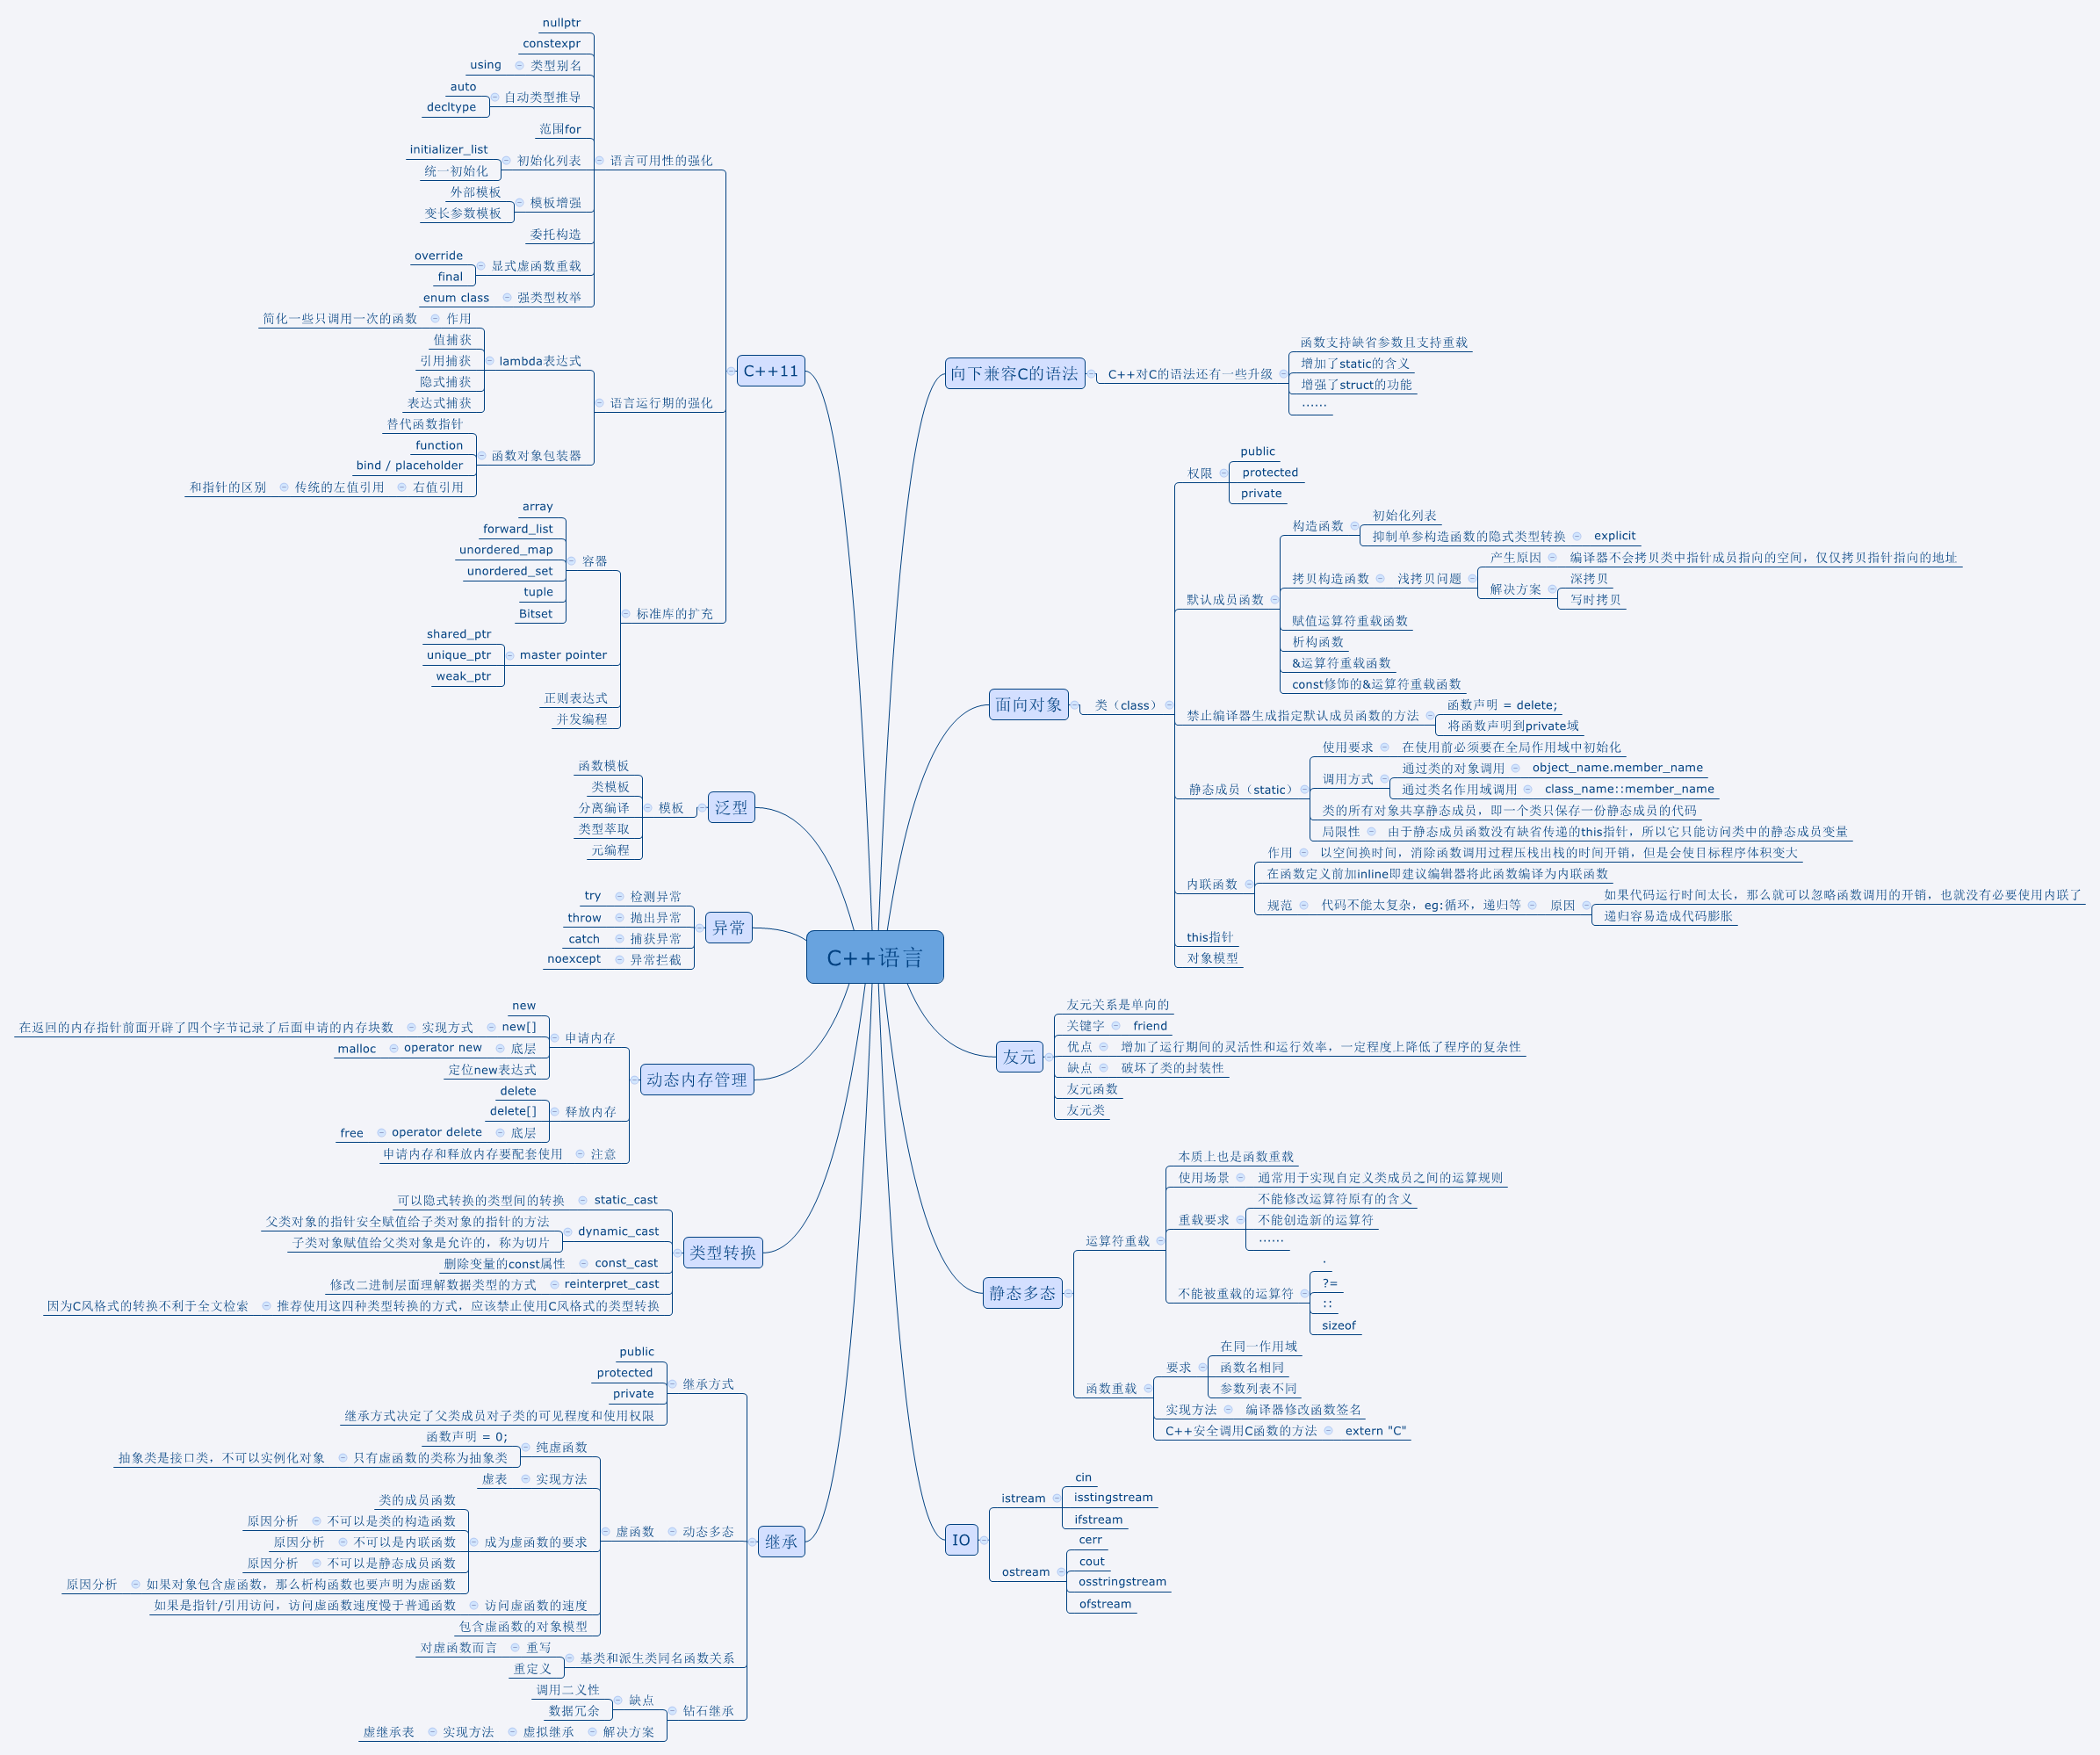 C++语言
C++11
语言可用性的强化
nullptr
constexpr
类型别名
using
自动类型推导
auto
decltype
范围for
初始化列表
initializer_list
统一初始化
模板增强
外部模板
变长参数模板
委托构造
显式虚函数重载
override
final
强类型枚举
enum class
语言运行期的强化
lambda表达式
作用
简化一些只调用一次的函数
值捕获
引用捕获
隐式捕获
表达式捕获
函数对象包装器
替代函数指针
function
bind / placeholder
右值引用
传统的左值引用
和指针的区别
标准库的扩充
容器
array
forward_list
unordered_map
unordered_set
tuple
Bitset
master pointer
shared_ptr
unique_ptr
weak_ptr
正则表达式
并发编程
泛型
模板
函数模板
类模板
分离编译
类型萃取
元编程
异常
检测异常
try
抛出异常
throw
捕获异常
catch
异常拦截
noexcept
动态内存管理
申请内存
new
new[]
实现方式
在返回的内存指针前面开辟了四个字节记录了后面申请的内存块数
底层
operator new
malloc
定位new表达式
释放内存
delete
delete[]
底层
operator delete
free
注意
申请内存和释放内存要配套使用
类型转换
static_cast
可以隐式转换的类型间的转换
dynamic_cast
父类对象的指针安全赋值给子类对象的指针的方法
子类对象赋值给父类对象是允许的，称为切片
const_cast
删除变量的const属性
reinterpret_cast
修改二进制层面理解数据类型的方式
推荐使用这四种类型转换的方式，应该禁止使用C风格式的类型转换
因为C风格式的转换不利于全文检索
继承
继承方式
public
protected
private
继承方式决定了父类成员对子类的可见程度和使用权限
动态多态
虚函数
纯虚函数
函数声明 = 0;
只有虚函数的类称为抽象类
抽象类是接口类，不可以实例化对象
实现方法
虚表
成为虚函数的要求
类的成员函数
不可以是类的构造函数
原因分析
不可以是内联函数
原因分析
不可以是静态成员函数
原因分析
如果对象包含虚函数，那么析构函数也要声明为虚函数
原因分析
访问虚函数的速度
如果是指针/引用访问，访问虚函数速度慢于普通函数
包含虚函数的对象模型
基类和派生类同名函数关系
重写
对虚函数而言
重定义
钻石继承
缺点
调用二义性
数据冗余
解决方案
虚拟继承
实现方法
虚继承表
向下兼容C的语法
C++对C的语法还有一些升级
函数支持缺省参数且支持重载
增加了static的含义
增强了struct的功能
……
面向对象
类（class）
权限
public
protected
private
默认成员函数
构造函数
初始化列表
抑制单参构造函数的隐式类型转换
explicit
拷贝构造函数
浅拷贝问题
产生原因
编译器不会拷贝类中指针成员指向的空间，仅仅拷贝指针指向的地址
解决方案
深拷贝
写时拷贝
赋值运算符重载函数
析构函数
&运算符重载函数
const修饰的&运算符重载函数
禁止编译器生成指定默认成员函数的方法
函数声明 = delete;
将函数声明到private域
静态成员（static）
使用要求
在使用前必须要在全局作用域中初始化
调用方式
通过类的对象调用
object_name.member_name
通过类名作用域调用
class_name::member_name
类的所有对象共享静态成员，即一个类只保存一份静态成员的代码
局限性
由于静态成员函数没有缺省传递的this指针，所以它只能访问类中的静态成员变量
内联函数
作用
以空间换时间，消除函数调用过程压栈出栈的时间开销，但是会使目标程序体积变大
在函数定义前加inline即建议编辑器将此函数编译为内联函数
规范
代码不能太复杂，eg:循环，递归等
原因
如果代码运行时间太长，那么就可以忽略函数调用的开销，也就没有必要使用内联了
递归容易造成代码膨胀
this指针
对象模型
友元
友元关系是单向的
关键字
friend
优点
增加了运行期间的灵活性和运行效率，一定程度上降低了程序的复杂性
缺点
破坏了类的封装性
友元函数
友元类
静态多态
运算符重载
本质上也是函数重载
使用场景
通常用于实现自定义类成员之间的运算规则
重载要求
不能修改运算符原有的含义
不能创造新的运算符
……
不能被重载的运算符
.
?=
::
sizeof
函数重载
要求
在同一作用域
函数名相同
参数列表不同
实现方法
编译器修改函数签名
C++安全调用C函数的方法
extern "C"
IO
istream
cin
isstingstream
ifstream
ostream
cerr
cout
osstringstream
ofstream